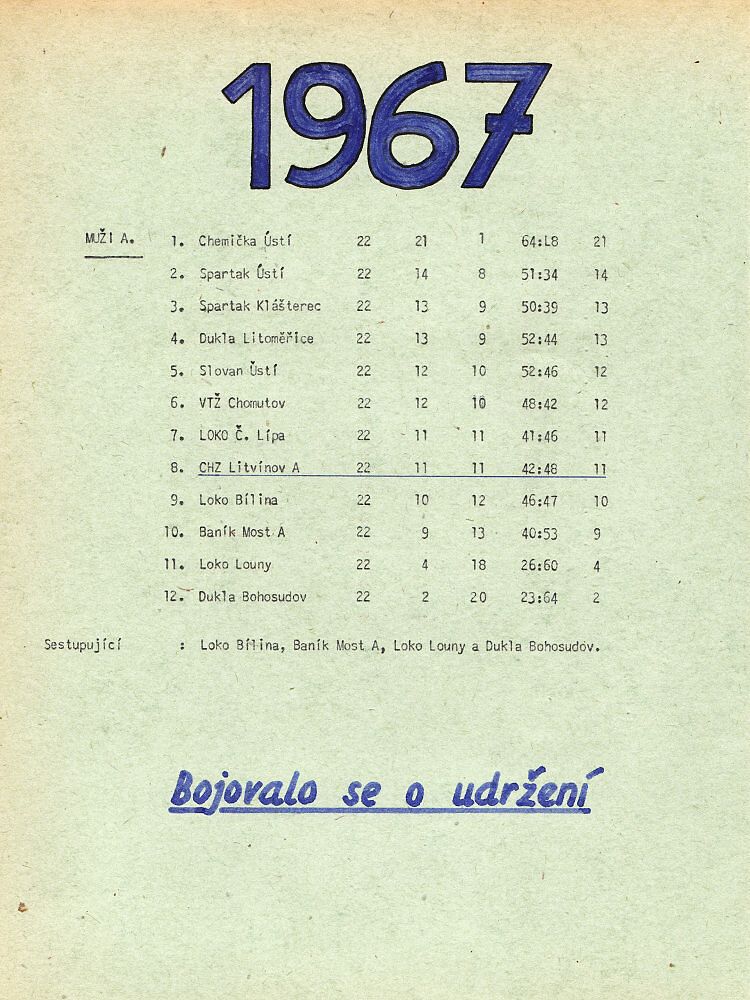 1967
MUŽI A. 1. Chemička Ústí 22 21 1 64:L8 21
2. Spartak Ústí 22 14 8 51:34 14
3. Spartak Klášterec 22 13 9 50:39 13
4. Dukla Litoměřice 22 13 9 52:44 13
5. Slovan Ústí 22 12 10 52:46 12
6. VTŽ Chomutov 22 12 10 48:42 12
7. LOKO Č. Lípa 22 11 11 41:46 11
8. CHZ Litvínov A 22 11 11 42:48 11
9. Loko Bílina 22 10 12 46:47 10
10. Baník Most A 22 9 13 40:53 9
11. Loko Louny 22 4 18 26:60 4
12. Dukla Bohosudov 22 2 20 23:64 2
Sestupující : Loko Bílina, Baník Most A, Loko Louny a Dukla Bohosudov.
Bojovalo se o udržení